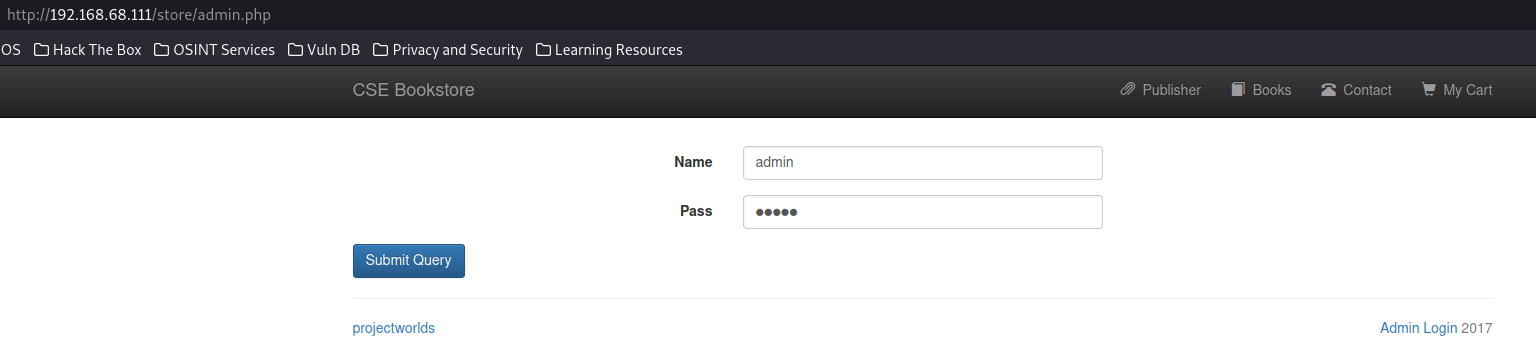 http://192.168.68.111/store/admin.php
OS Hack The Box OSINT Services Vuln DB Privacy and Security Learning Resources
CSE Bookstore Publisher Books Contact My Cart
Name admin
Pass •••••
Submit Query
projectworlds Admin Login 2017